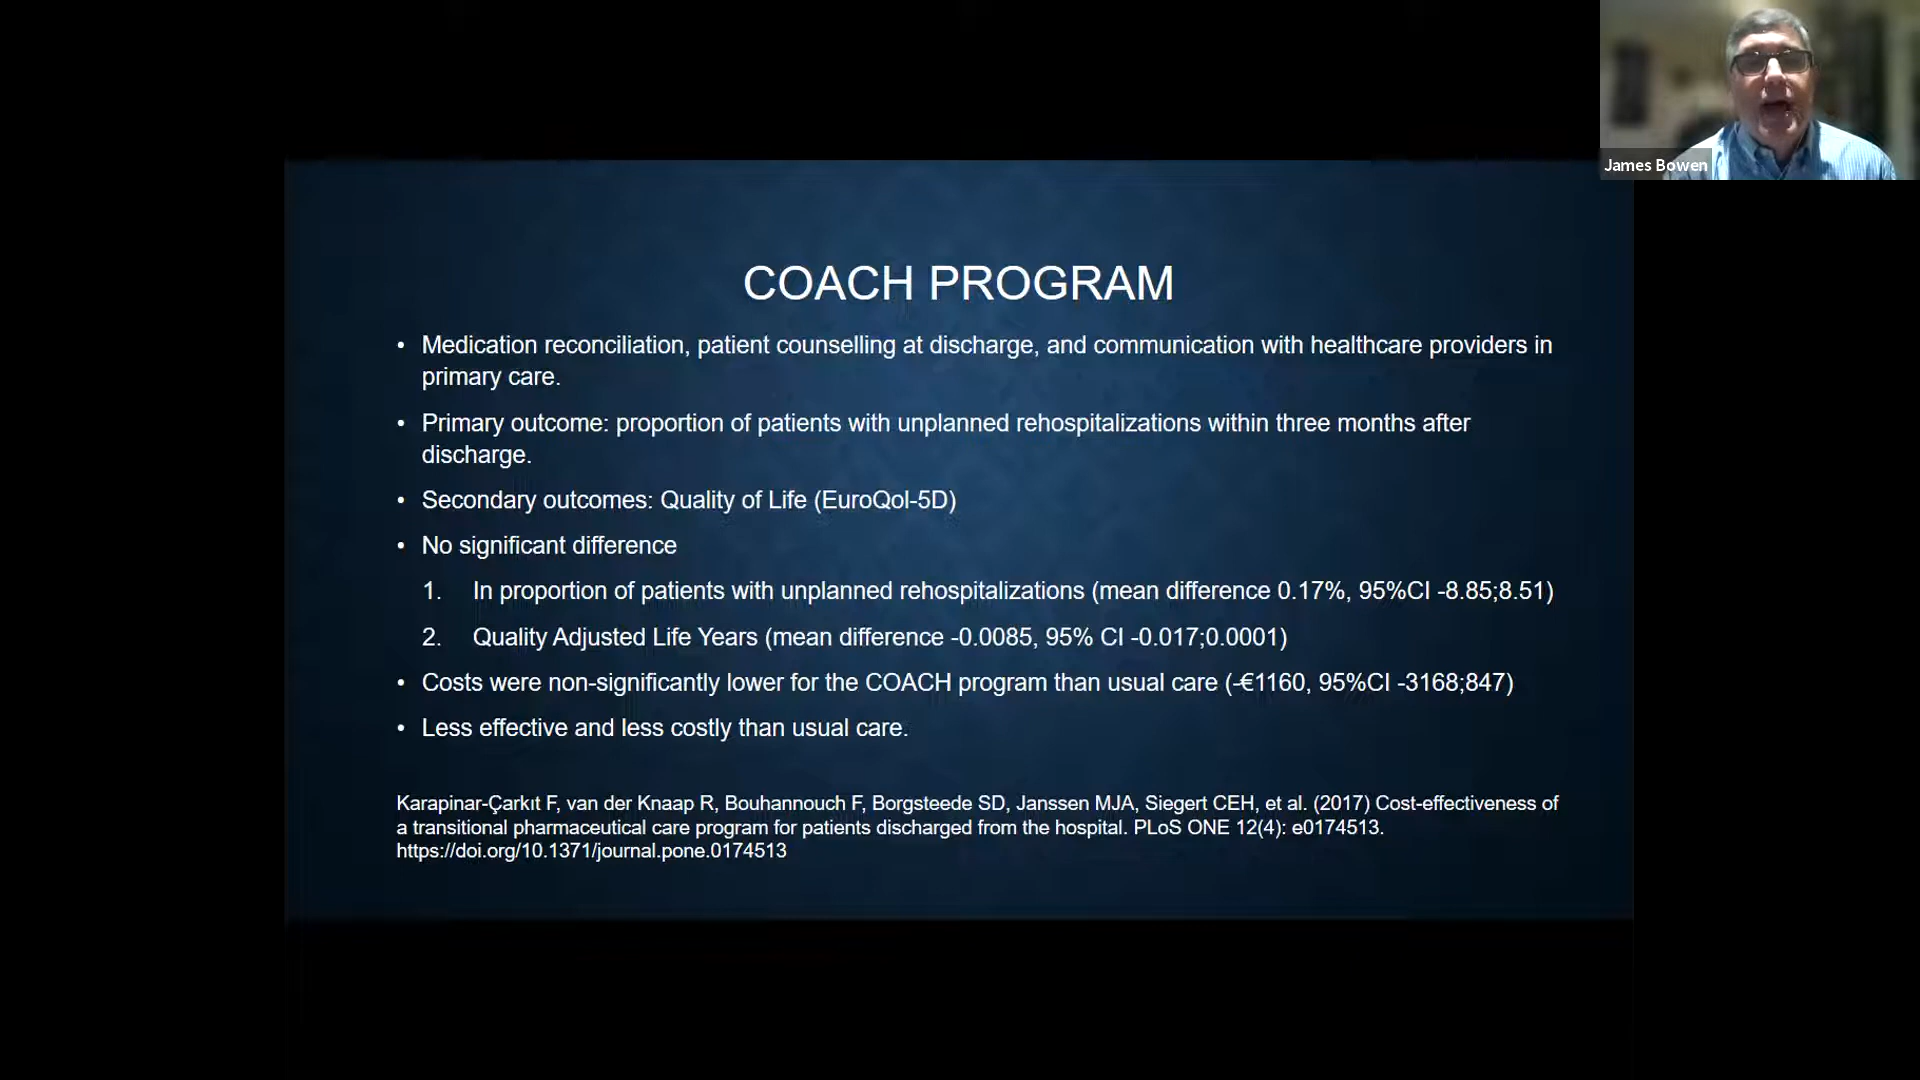 James Bowen
COACH PROGRAM
• Medication reconciliation, patient counselling at discharge, and communication with healthcare providers in
primary care.
• Primary outcome: proportion of patients with unplanned rehospitalizations within three months after
discharge.
• Secondary outcomes: Quality of Life (EuroQol-5D)
• No significant difference
1. In proportion of patients with unplanned rehospitalizations (mean difference 0.17%, 95%CI -8.85;8.51)
2. Quality Adjusted Life Years (mean difference -0.0085, 95% CI -0.017;0.0001)
• Costs were non-significantly lower for the COACH program than usual care (-€1160, 95%CI -3168;847)
• Less effective and less costly than usual care.
Karapinar-Çarkıt F, van der Knaap R, Bouhannouch F, Borgsteede SD, Janssen MJA, Siegert CEH, et al. (2017) Cost-effectiveness of
a transitional pharmaceutical care program for patients discharged from the hospital. PLoS ONE 12(4): e0174513.
https://doi.org/10.1371/journal.pone.0174513